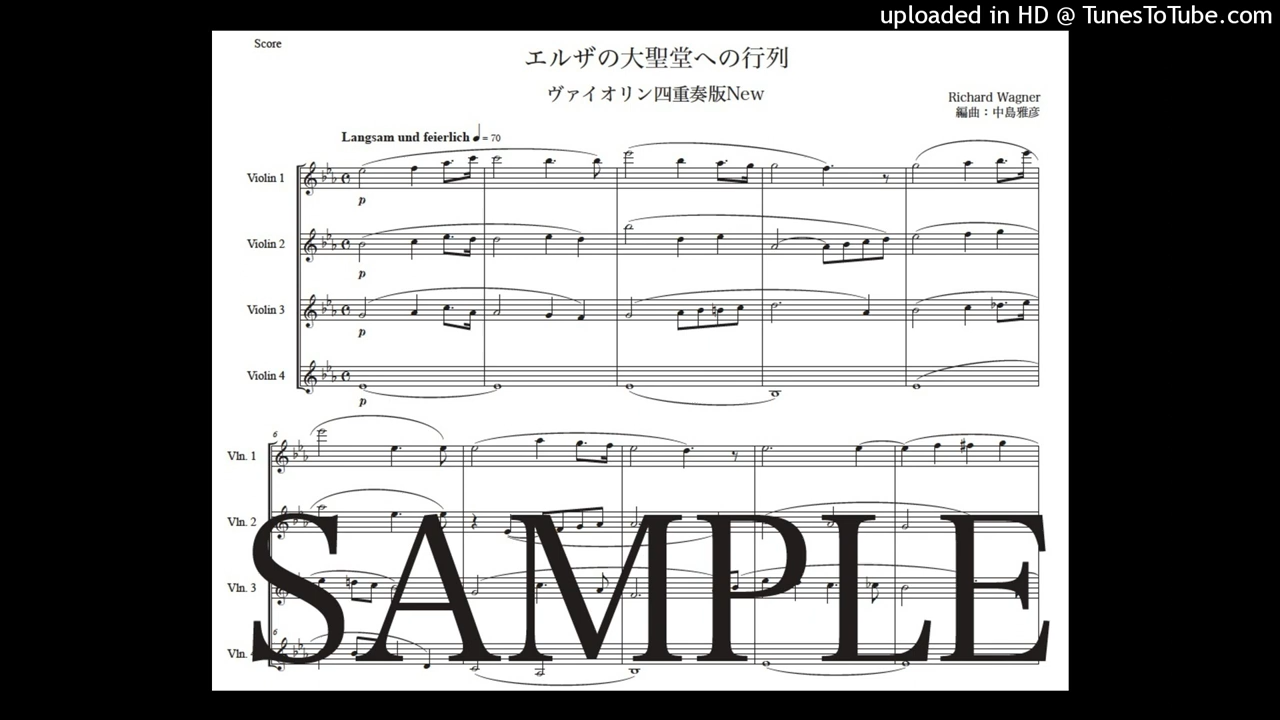 uploaded in HD @ TunesToTube.com
Score
エルザの大聖堂への行列
ヴァイオリン四重奏版New
Richard Wagner
編曲：中島雅彦
Langsam und feierlich ♩ = 70
Violin 1
p
Violin 2
p
Violin 3
p
Violin 4
p
6
Vln. 1
Vln. 2
Vln. 3
6
Vln. 4
SAMPLE